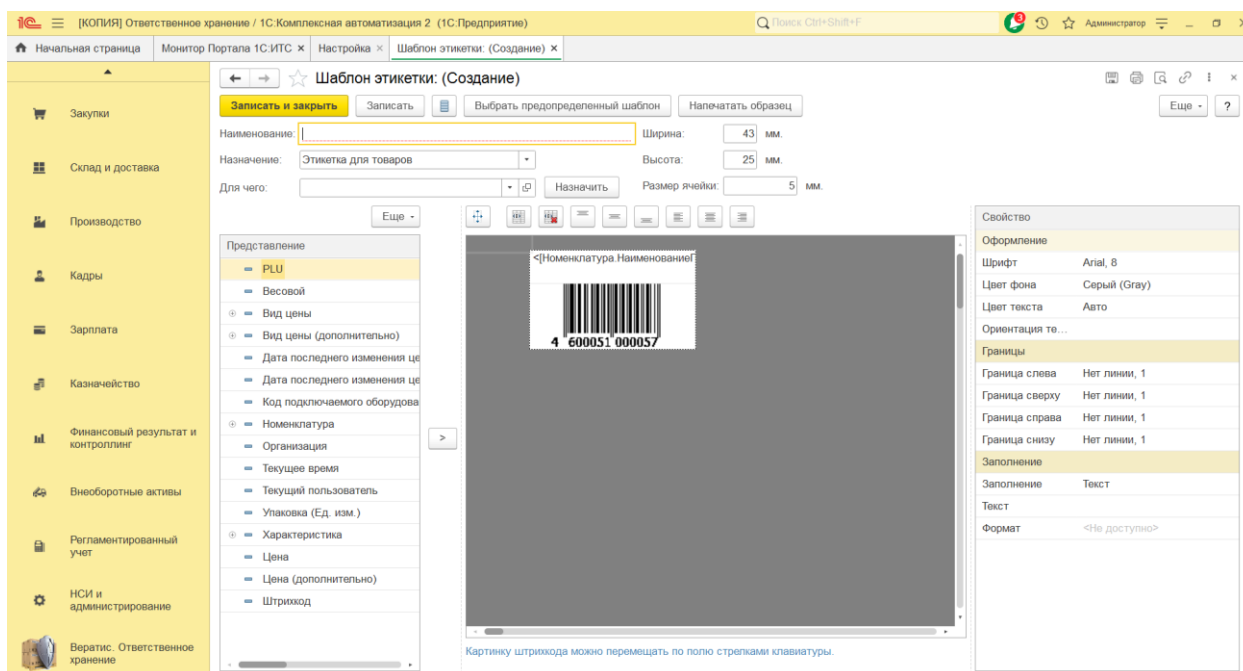 [КОПИЯ] Ответственное хранение / 1С:Комплексная автоматизация 2 (1С:Предприятие)
Поиск Ctrl+Shift+F
3
Администратор
Начальная страница
Монитор Портала 1С:ИТС ×
Настройка ×
Шаблон этикетки: (Создание) ×
Закупки
Склад и доставка
Производство
Кадры
Зарплата
Казначейство
Финансовый результат и
контроллинг
Внеоборотные активы
Регламентированный
учет
НСИ и
администрирование
Вератис. Ответственное
хранение
Шаблон этикетки: (Создание)
Записать и закрыть
Записать
Выбрать предопределенный шаблон
Напечатать образец
Еще
?
Наименование:
Ширина: 43 мм.
Назначение: Этикетка для товаров
Высота: 25 мм.
Для чего:
Назначить
Размер ячейки: 5 мм.
Еще
Представление
PLU
Весовой
Вид цены
Вид цены (дополнительно)
Дата последнего изменения це
Дата последнего изменения це
Код подключаемого оборудова
Номенклатура
Организация
Текущее время
Текущий пользователь
Упаковка (Ед. изм.)
Характеристика
Цена
Цена (дополнительно)
Штрихкод
>
<[Номенклатура.НаименованиеГ
4 600051 000057
Картинку штрихкода можно перемещать по полю стрелками клавиатуры.
Свойство
Оформление
Шрифт Arial, 8
Цвет фона Серый (Gray)
Цвет текста Авто
Ориентация те...
Границы
Граница слева Нет линии, 1
Граница сверху Нет линии, 1
Граница справа Нет линии, 1
Граница снизу Нет линии, 1
Заполнение
Заполнение Текст
Текст
Формат <Не доступно>